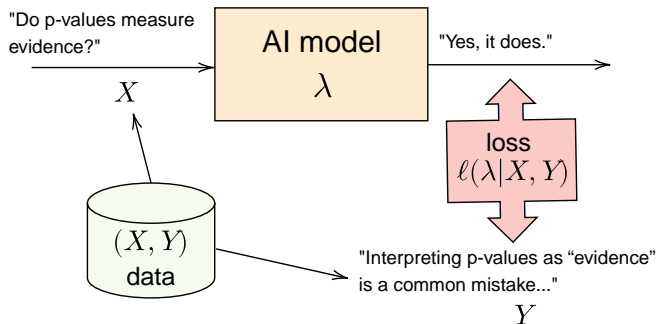 "Do p-values measure
evidence?"
X
AI model
λ
"Yes, it does."
loss
ℓ(λ|X, Y)
(X, Y)
data
"Interpreting p-values as “evidence”
is a common mistake..."
Y